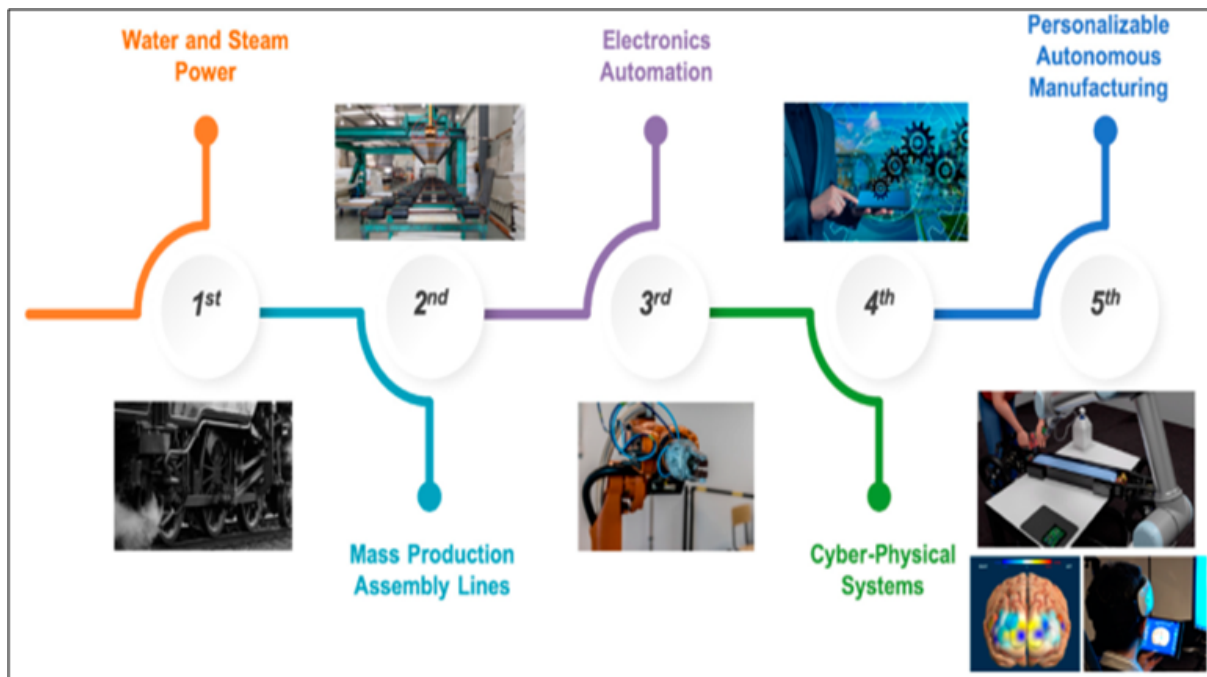 Water and Steam
Power
Electronics
Automation
Personalizable
Autonomous
Manufacturing
1st
2nd
3rd
4th
5th
Mass Production
Assembly Lines
Cyber-Physical
Systems